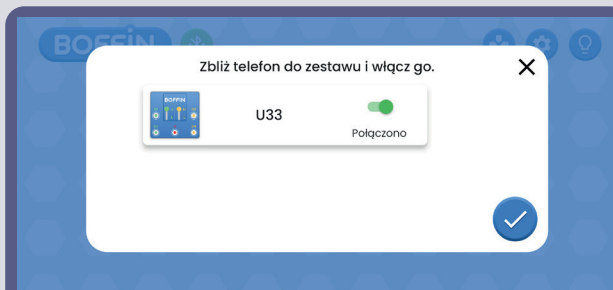 BOFFIN
Zbliż telefon do zestawu i włącz go.
BOFFIN
U33
Połączono